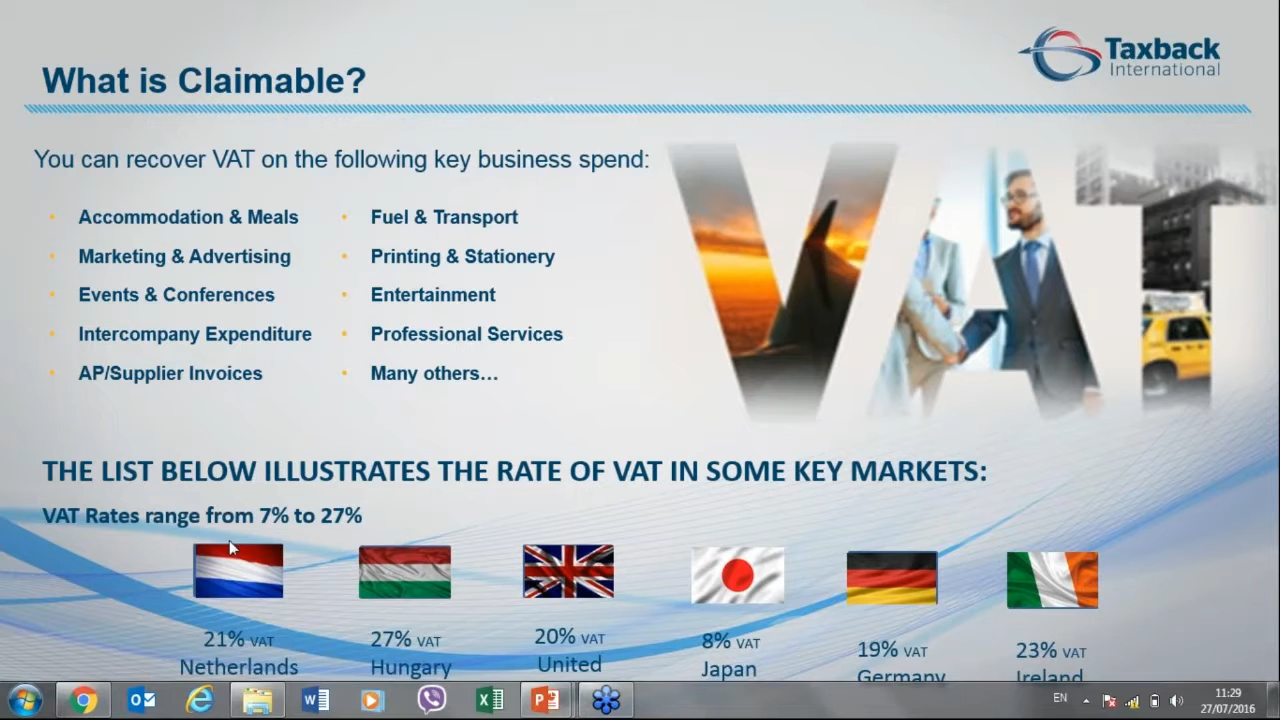 Taxback
International
What is Claimable?
You can recover VAT on the following key business spend:
Accommodation & Meals
Marketing & Advertising
Events & Conferences
Intercompany Expenditure
AP/Supplier Invoices
Fuel & Transport
Printing & Stationery
Entertainment
Professional Services
Many others…
VAT
THE LIST BELOW ILLUSTRATES THE RATE OF VAT IN SOME KEY MARKETS:
VAT Rates range from 7% to 27%
21% VAT
Netherlands
27% VAT
Hungary
20% VAT
United
8% VAT
Japan
19% VAT
Germany
23% VAT
Ireland
EN
11:29
27/07/2016